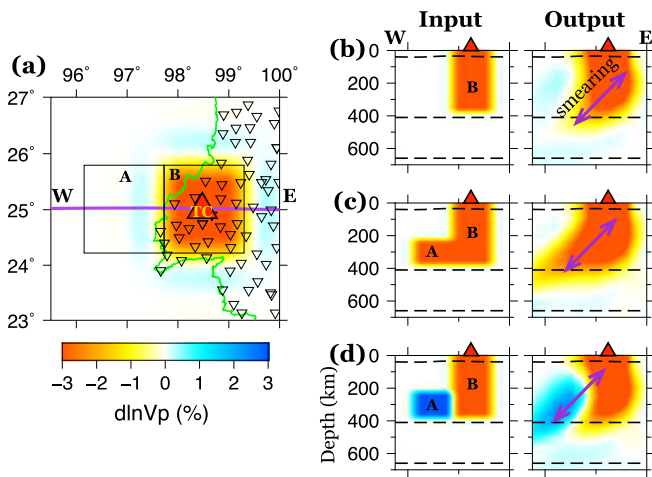 Input Output
(a)
96° 97° 98° 99° 100°
27°
26°
25°
24°
23°
A B
W E
TC
−3 −2 −1 0 1 2 3
dlnVp (%)
W E
(b)
0
200
400
600
B
smearing
(c)
0
200
400
600
A B
(d)
0
200
400
600
Depth (km)
A B